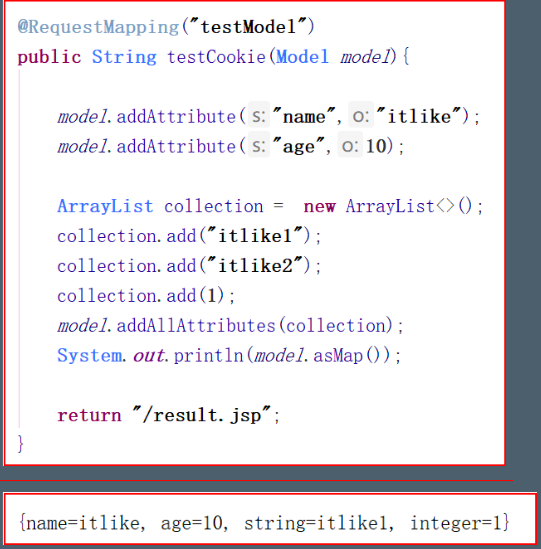 @RequestMapping("testModel")
public String testCookie(Model model){
model.addAttribute( s: "name", o: "itlike");
model.addAttribute( s: "age", o: 10);
ArrayList collection = new ArrayList<>();
collection.add("itlike1");
collection.add("itlike2");
collection.add(1);
model.addAllAttributes(collection);
System.out.println(model.asMap());
return "/result.jsp";
}
{name=itlike, age=10, string=itlike1, integer=1}